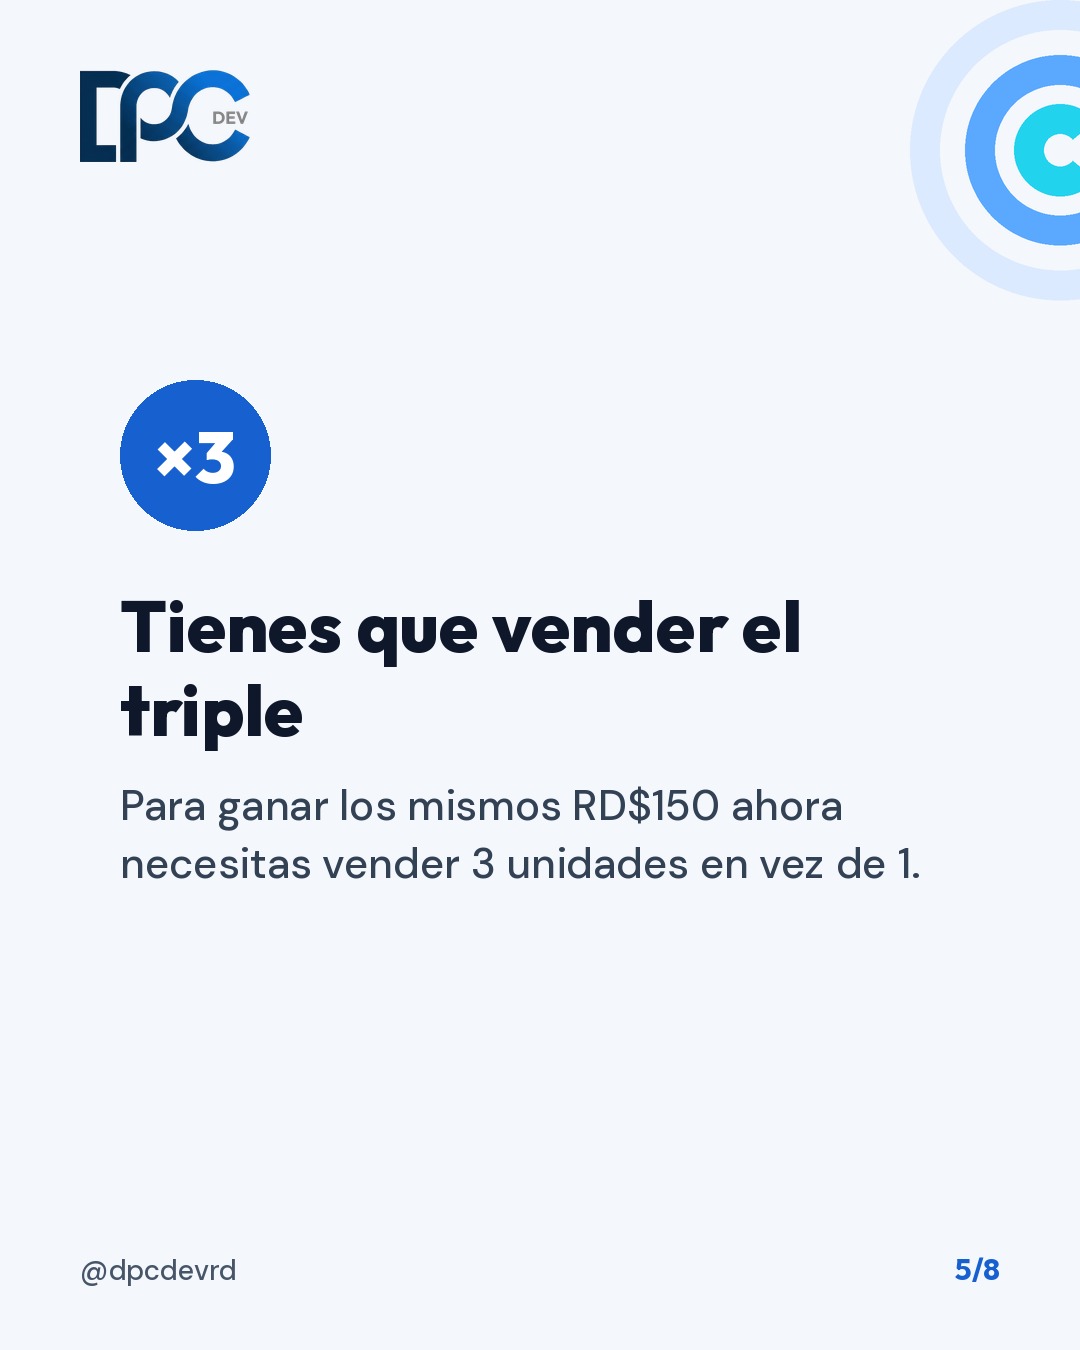 DPC
DEV
×3
Tienes que vender el
triple
Para ganar los mismos RD$150 ahora
necesitas vender 3 unidades en vez de 1.
@dpcdevrd
5/8